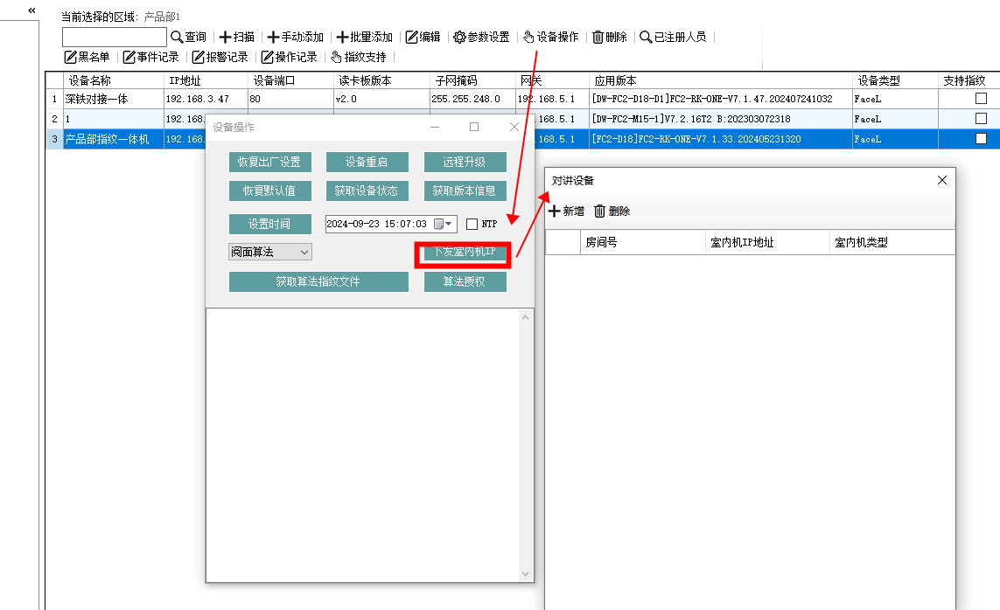 «
当前选择的区域: 产品部1
查询 扫描 手动添加 批量添加 编辑 参数设置 设备操作 删除 已注册人员
黑名单 事件记录 报警记录 操作记录 指纹支持
设备名称 IP地址 设备端口 读卡板版本 子网掩码 网关 应用版本 设备类型 支持指纹
1 深铁对接一体 192.168.3.47 80 v2.0 255.255.248.0 192.168.5.1 [DW-FC2-D18-D1]FC2-RK-ONE-V7.1.47.202407241032 FaceL
2 1 192.168. .168.5.1 [DW-FC2-M15-1]V7.2.16T2 B:202303072318 FaceL
3 产品部指纹一体机 192.168. .168.5.1 [FC2-D18]FC2-RK-ONE-V7.1.33.202405231320 FaceL
设备操作
恢复出厂设置 设备重启 远程升级
恢复默认值 获取设备状态 获取版本信息
设置时间 2024-09-23 15:07:03 NTP
阅面算法 下发室内机IP
获取算法指纹文件 算法授权
对讲设备
新增 删除
房间号 室内机IP地址 室内机类型